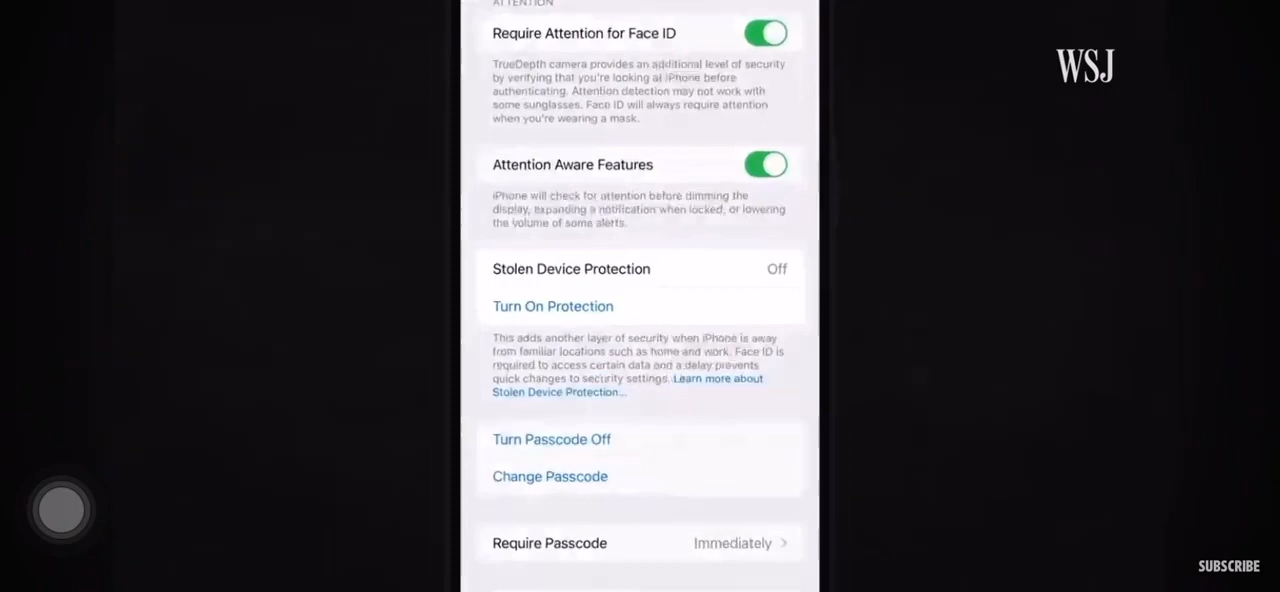 ATTENTION
Require Attention for Face ID
WSJ
TrueDepth camera provides an additional level of security
by verifying that you're looking at iPhone before
authenticating. Attention detection may not work with
some sunglasses. Face ID will always require attention
when you're wearing a mask.
Attention Aware Features
iPhone will check for attention before dimming the
display, expanding a notification when locked, or lowering
the volume of some alerts.
Stolen Device Protection Off
Turn On Protection
This adds another layer of security when iPhone is away
from familiar locations such as home and work. Face ID is
required to access certain data and a delay prevents
quick changes to security settings. Learn more about
Stolen Device Protection...
Turn Passcode Off
Change Passcode
Require Passcode Immediately >
SUBSCRIBE